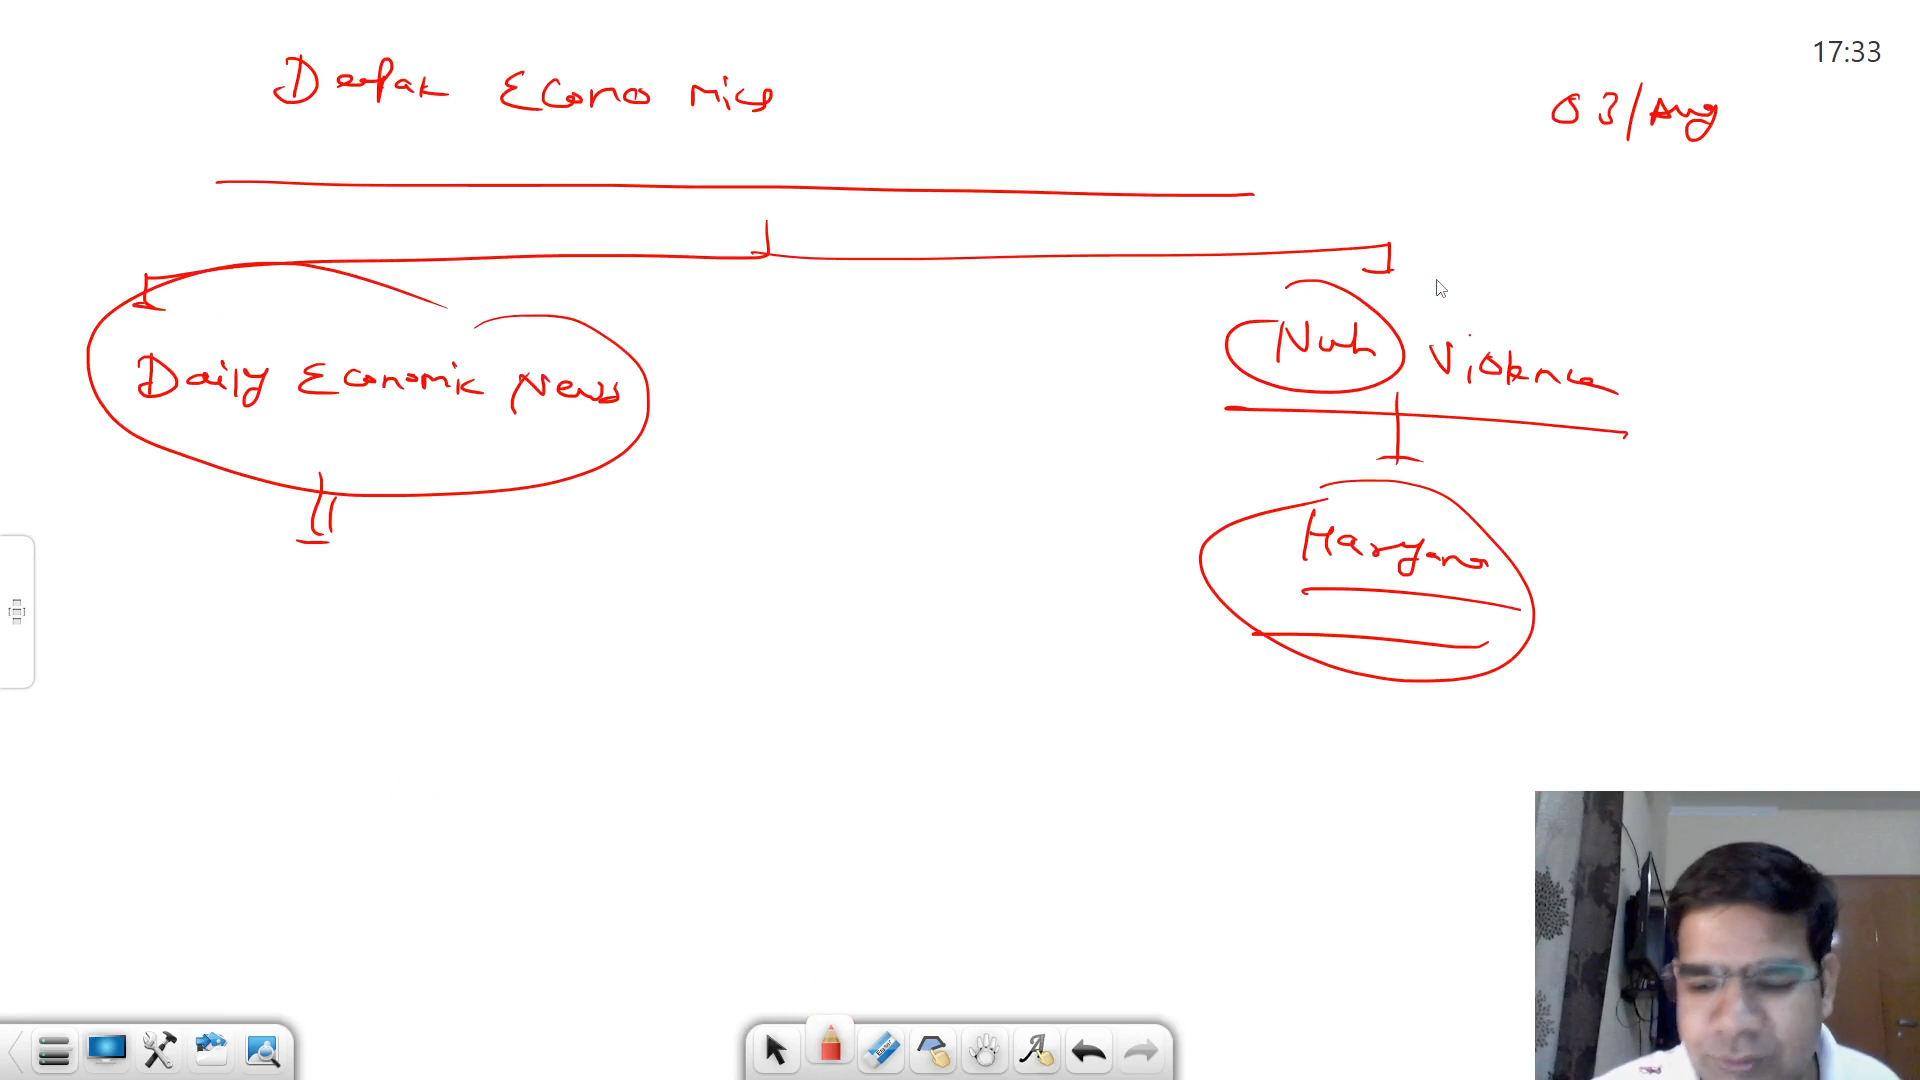 17:33
Deepak Economics
03/Aug
Daily Economic News
Nuh Violence
Haryana